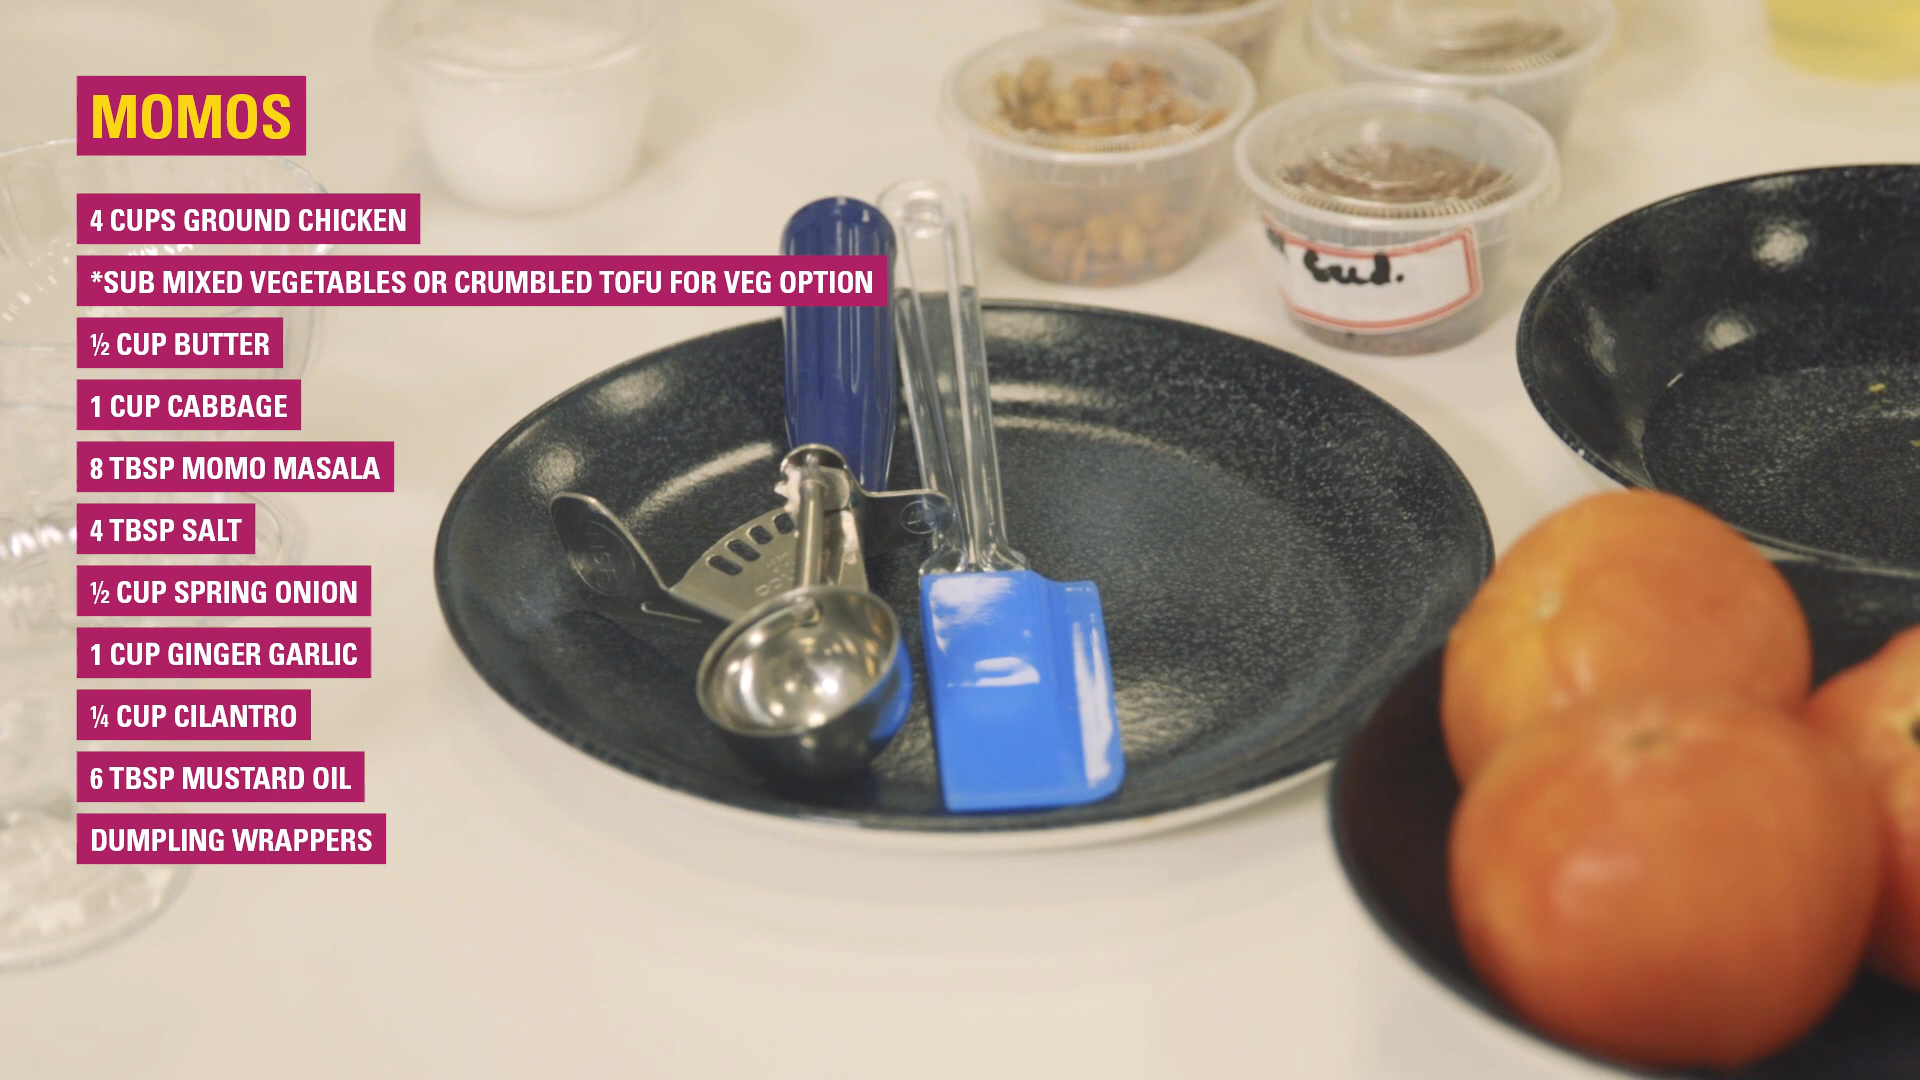 MOMOS
4 CUPS GROUND CHICKEN
*SUB MIXED VEGETABLES OR CRUMBLED TOFU FOR VEG OPTION
½ CUP BUTTER
1 CUP CABBAGE
8 TBSP MOMO MASALA
4 TBSP SALT
½ CUP SPRING ONION
1 CUP GINGER GARLIC
¼ CUP CILANTRO
6 TBSP MUSTARD OIL
DUMPLING WRAPPERS